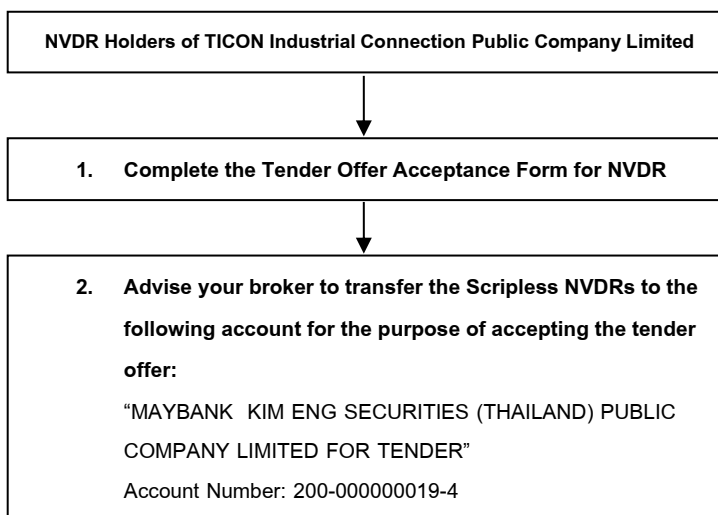 NVDR Holders of TICON Industrial Connection Public Company Limited
1. Complete the Tender Offer Acceptance Form for NVDR
2. Advise your broker to transfer the Scripless NVDRs to the
following account for the purpose of accepting the tender
offer:
“MAYBANK KIM ENG SECURITIES (THAILAND) PUBLIC
COMPANY LIMITED FOR TENDER”
Account Number: 200-000000019-4